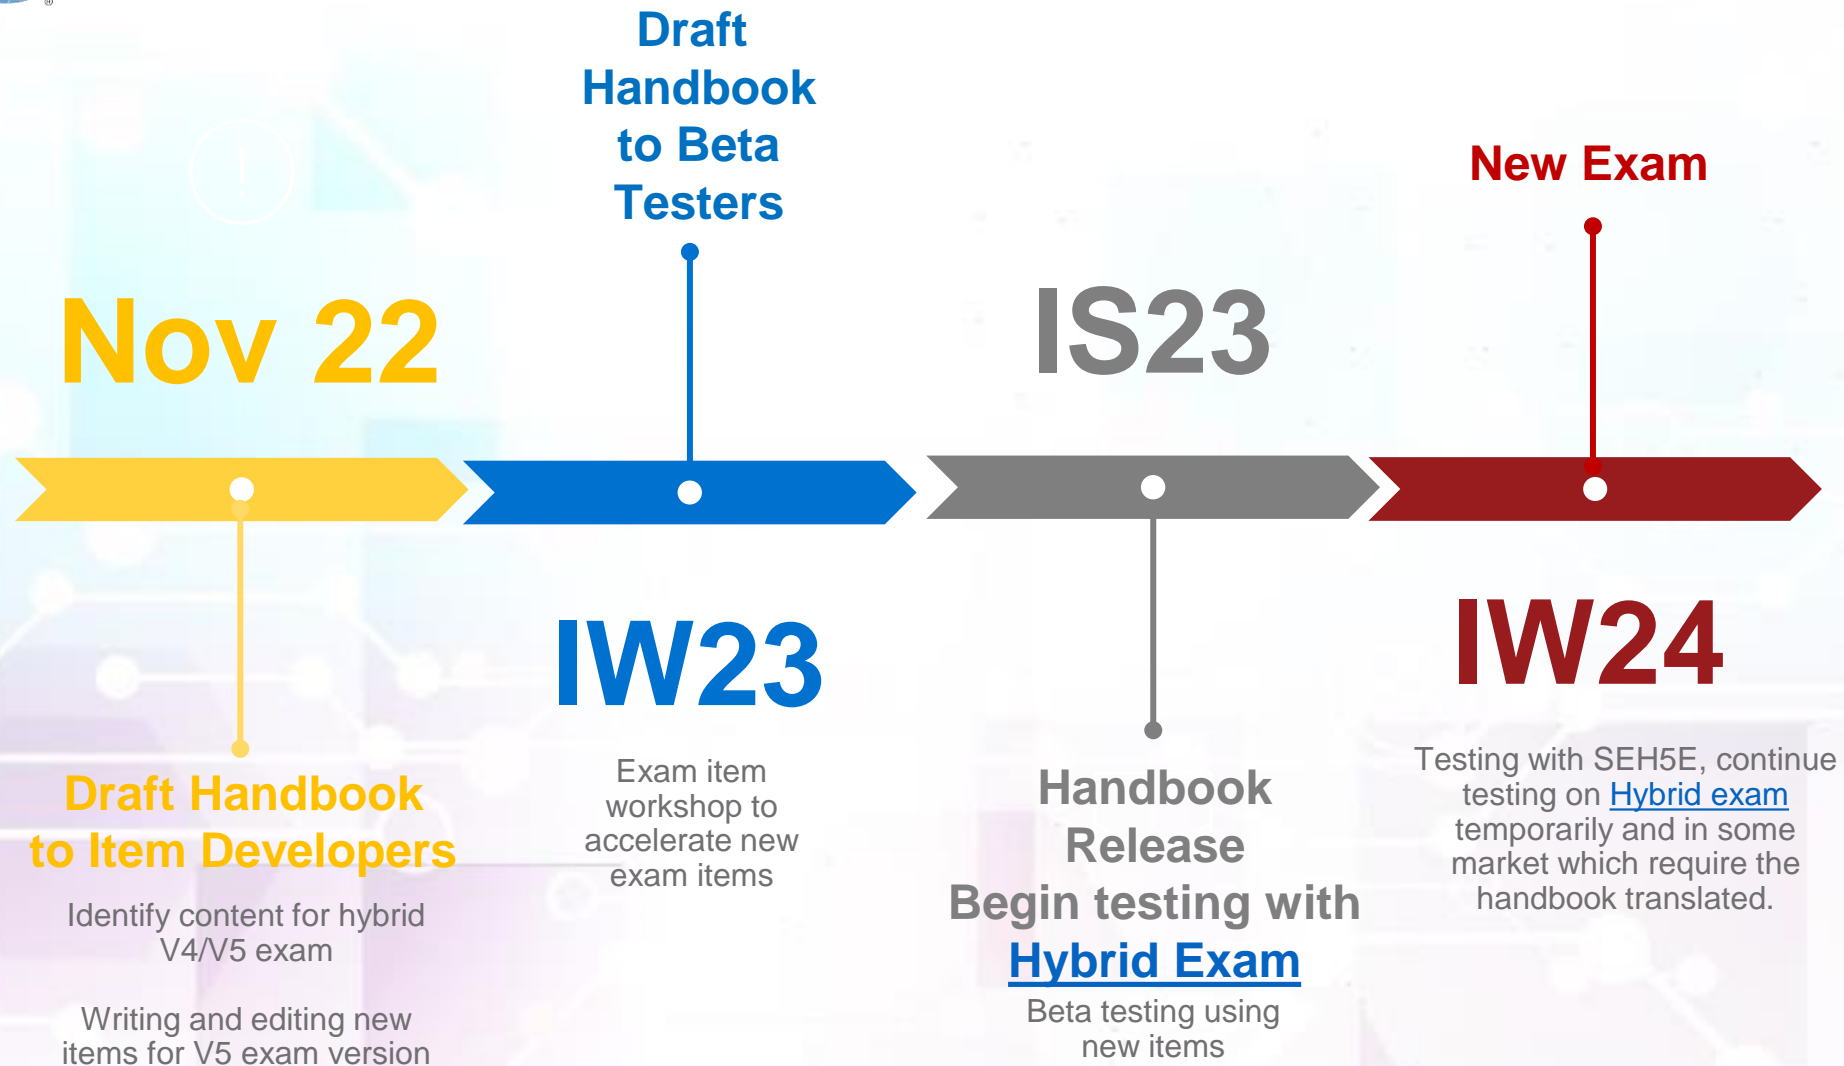 ®
Nov 22
Draft Handbook
to Item Developers
Identify content for hybrid
V4/V5 exam
Writing and editing new
items for V5 exam version
Draft
Handbook
to Beta
Testers
IW23
Exam item
workshop to
accelerate new
exam items
IS23
Handbook
Release
Begin testing with
Hybrid Exam
Beta testing using
new items
New Exam
IW24
Testing with SEH5E, continue
testing on Hybrid exam
temporarily and in some
market which require the
handbook translated.